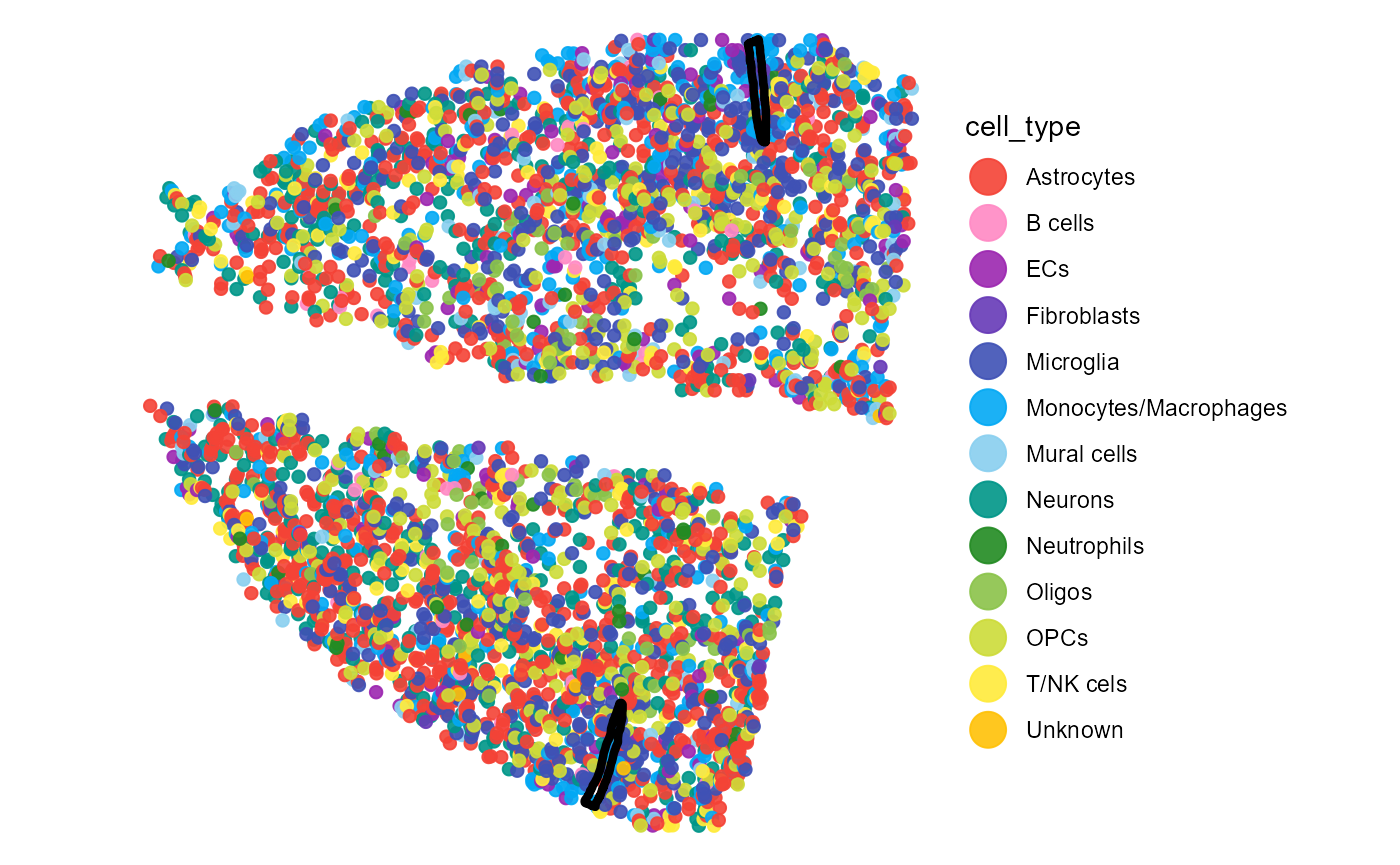 cell_type
Astrocytes
B cells
ECs
Fibroblasts
Microglia
Monocytes/Macrophages
Mural cells
Neurons
Neutrophils
Oligos
OPCs
T/NK cels
Unknown